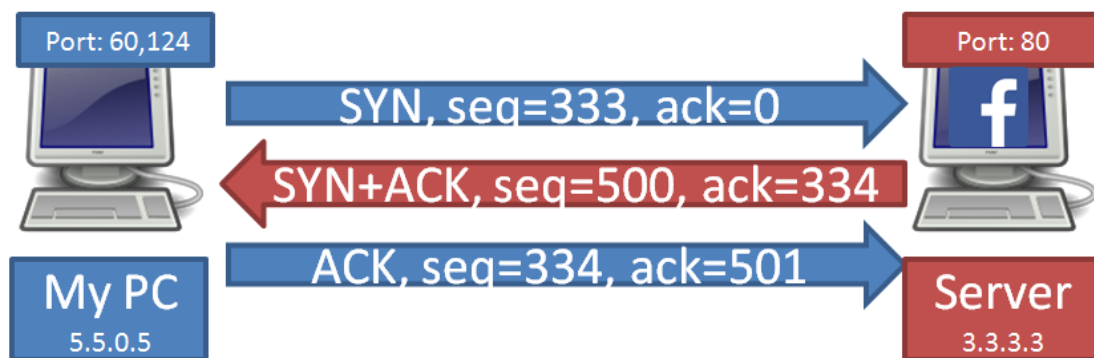 Port: 60,124
Port: 80
SYN, seq=333, ack=0
SYN+ACK, seq=500, ack=334
ACK, seq=334, ack=501
My PC
5.5.0.5
Server
3.3.3.3